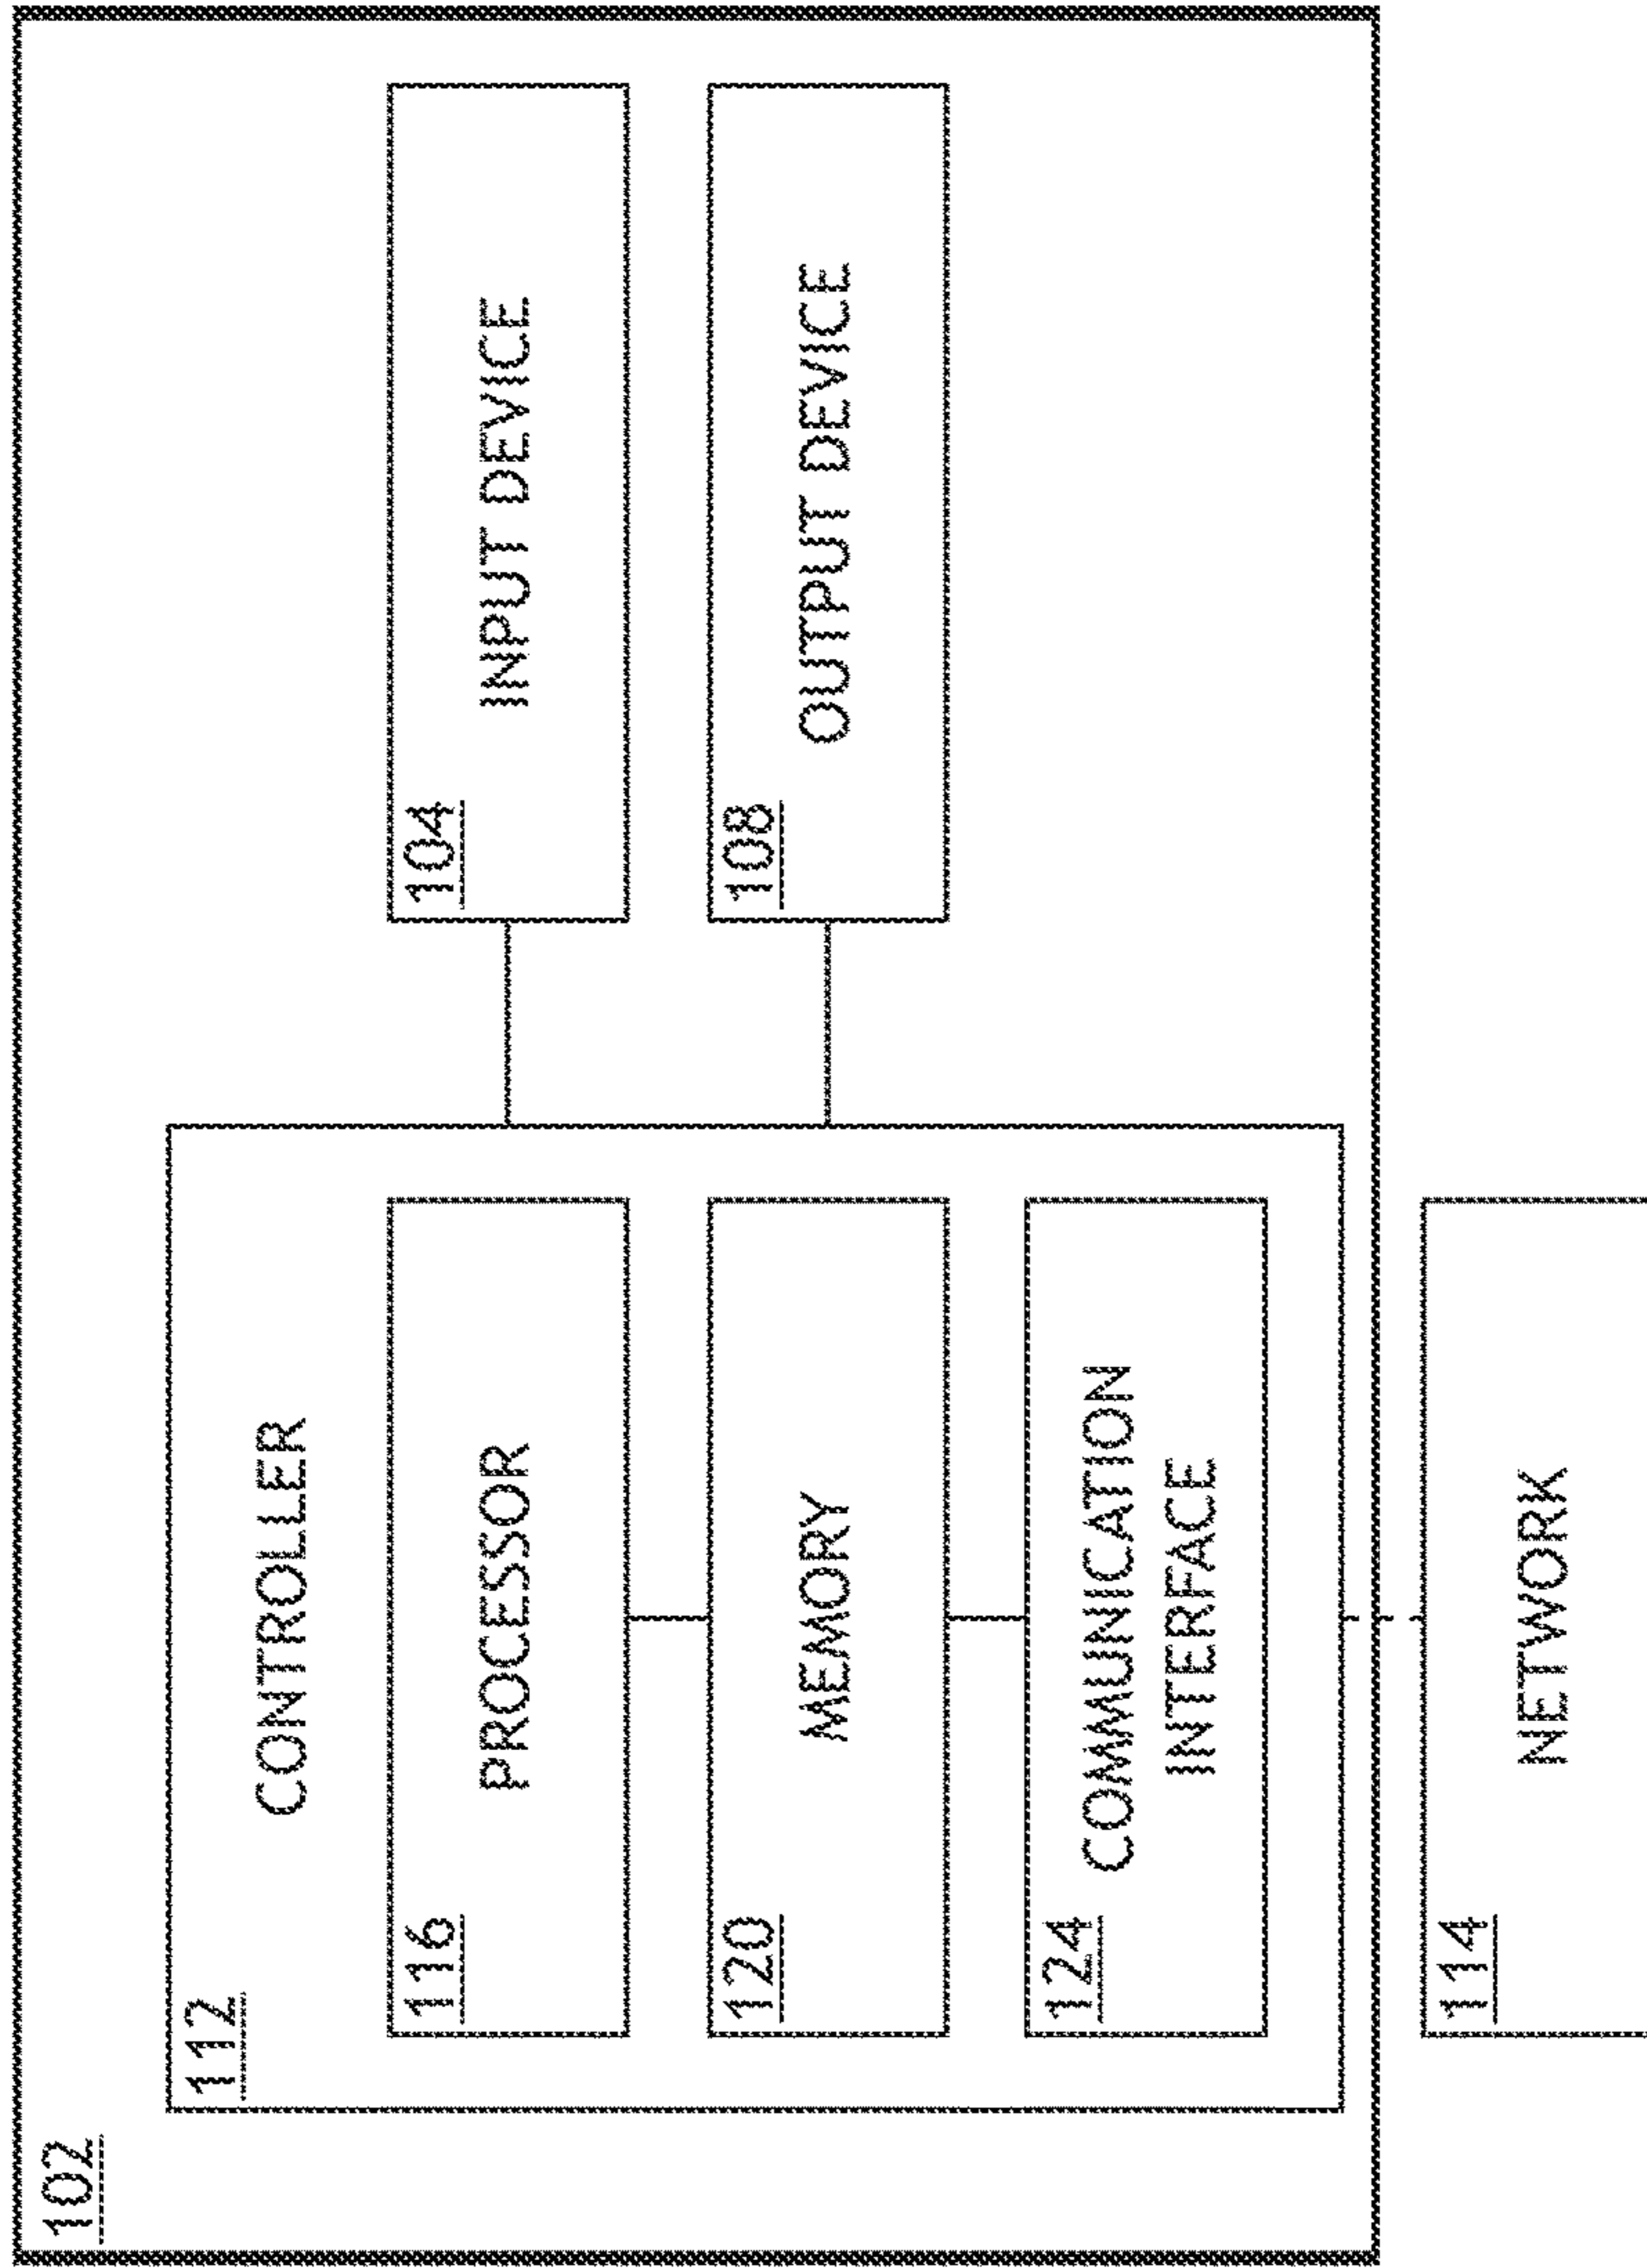 102
112
CONTROLLER
116
PROCESSOR
104
INPUT DEVICE
120
MEMORY
108
OUTPUT DEVICE
124
COMMUNICATION
INTERFACE
114
NETWORK